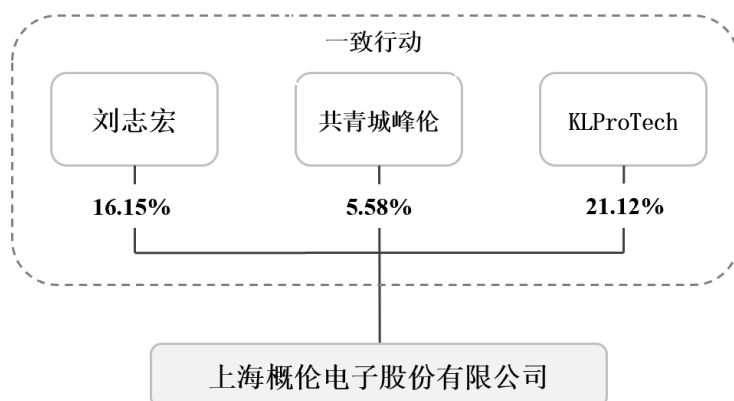 一致行动
刘志宏
共青城峰伦
KLProTech
16.15%
5.58%
21.12%
上海概伦电子股份有限公司